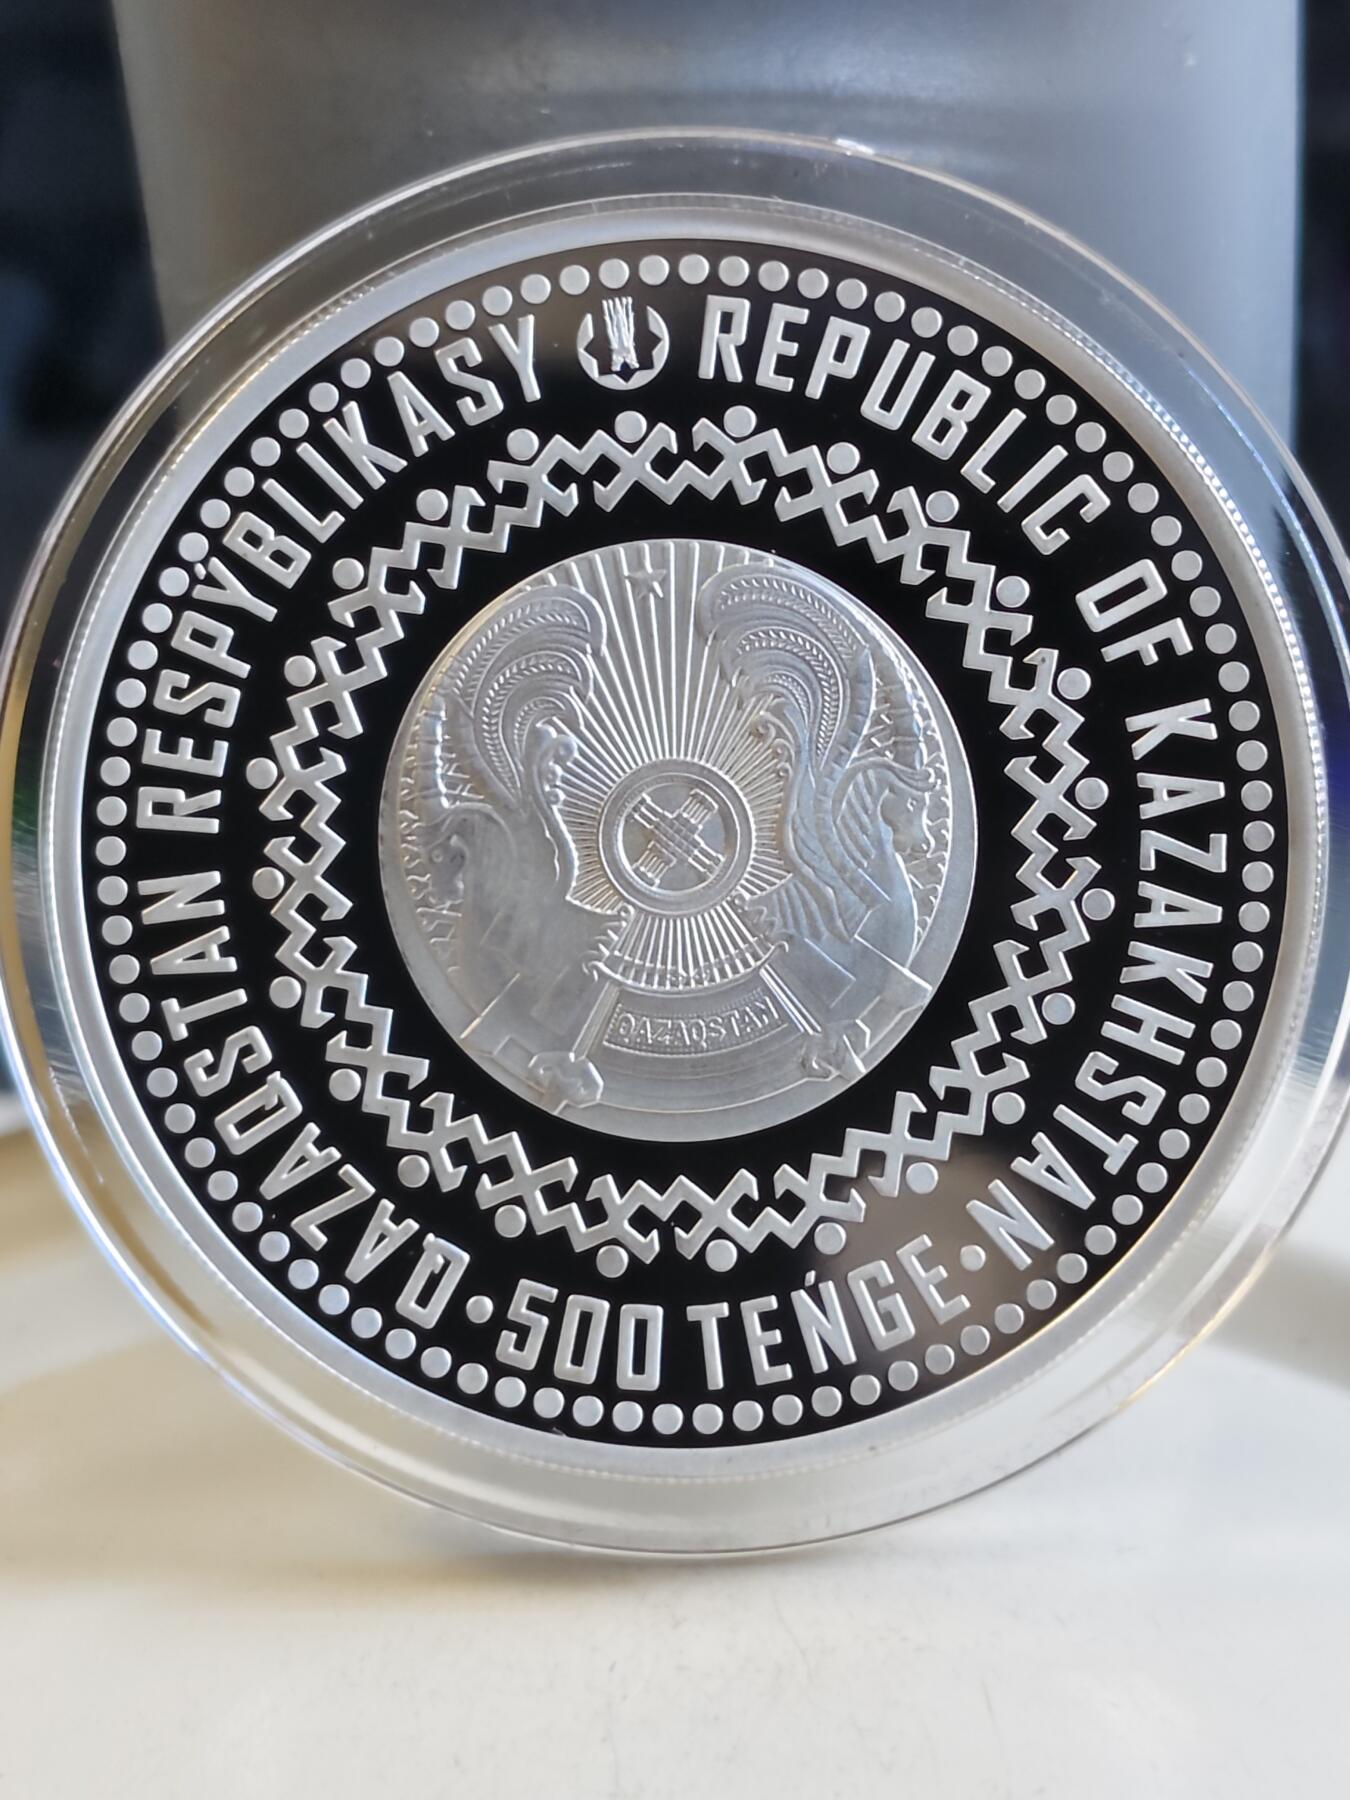 QAZAQSTAN RESPÝBLIKASY
REPUBLIC OF KAZAKHSTAN
• 500 TEŃGE •
QAZAQSTAN